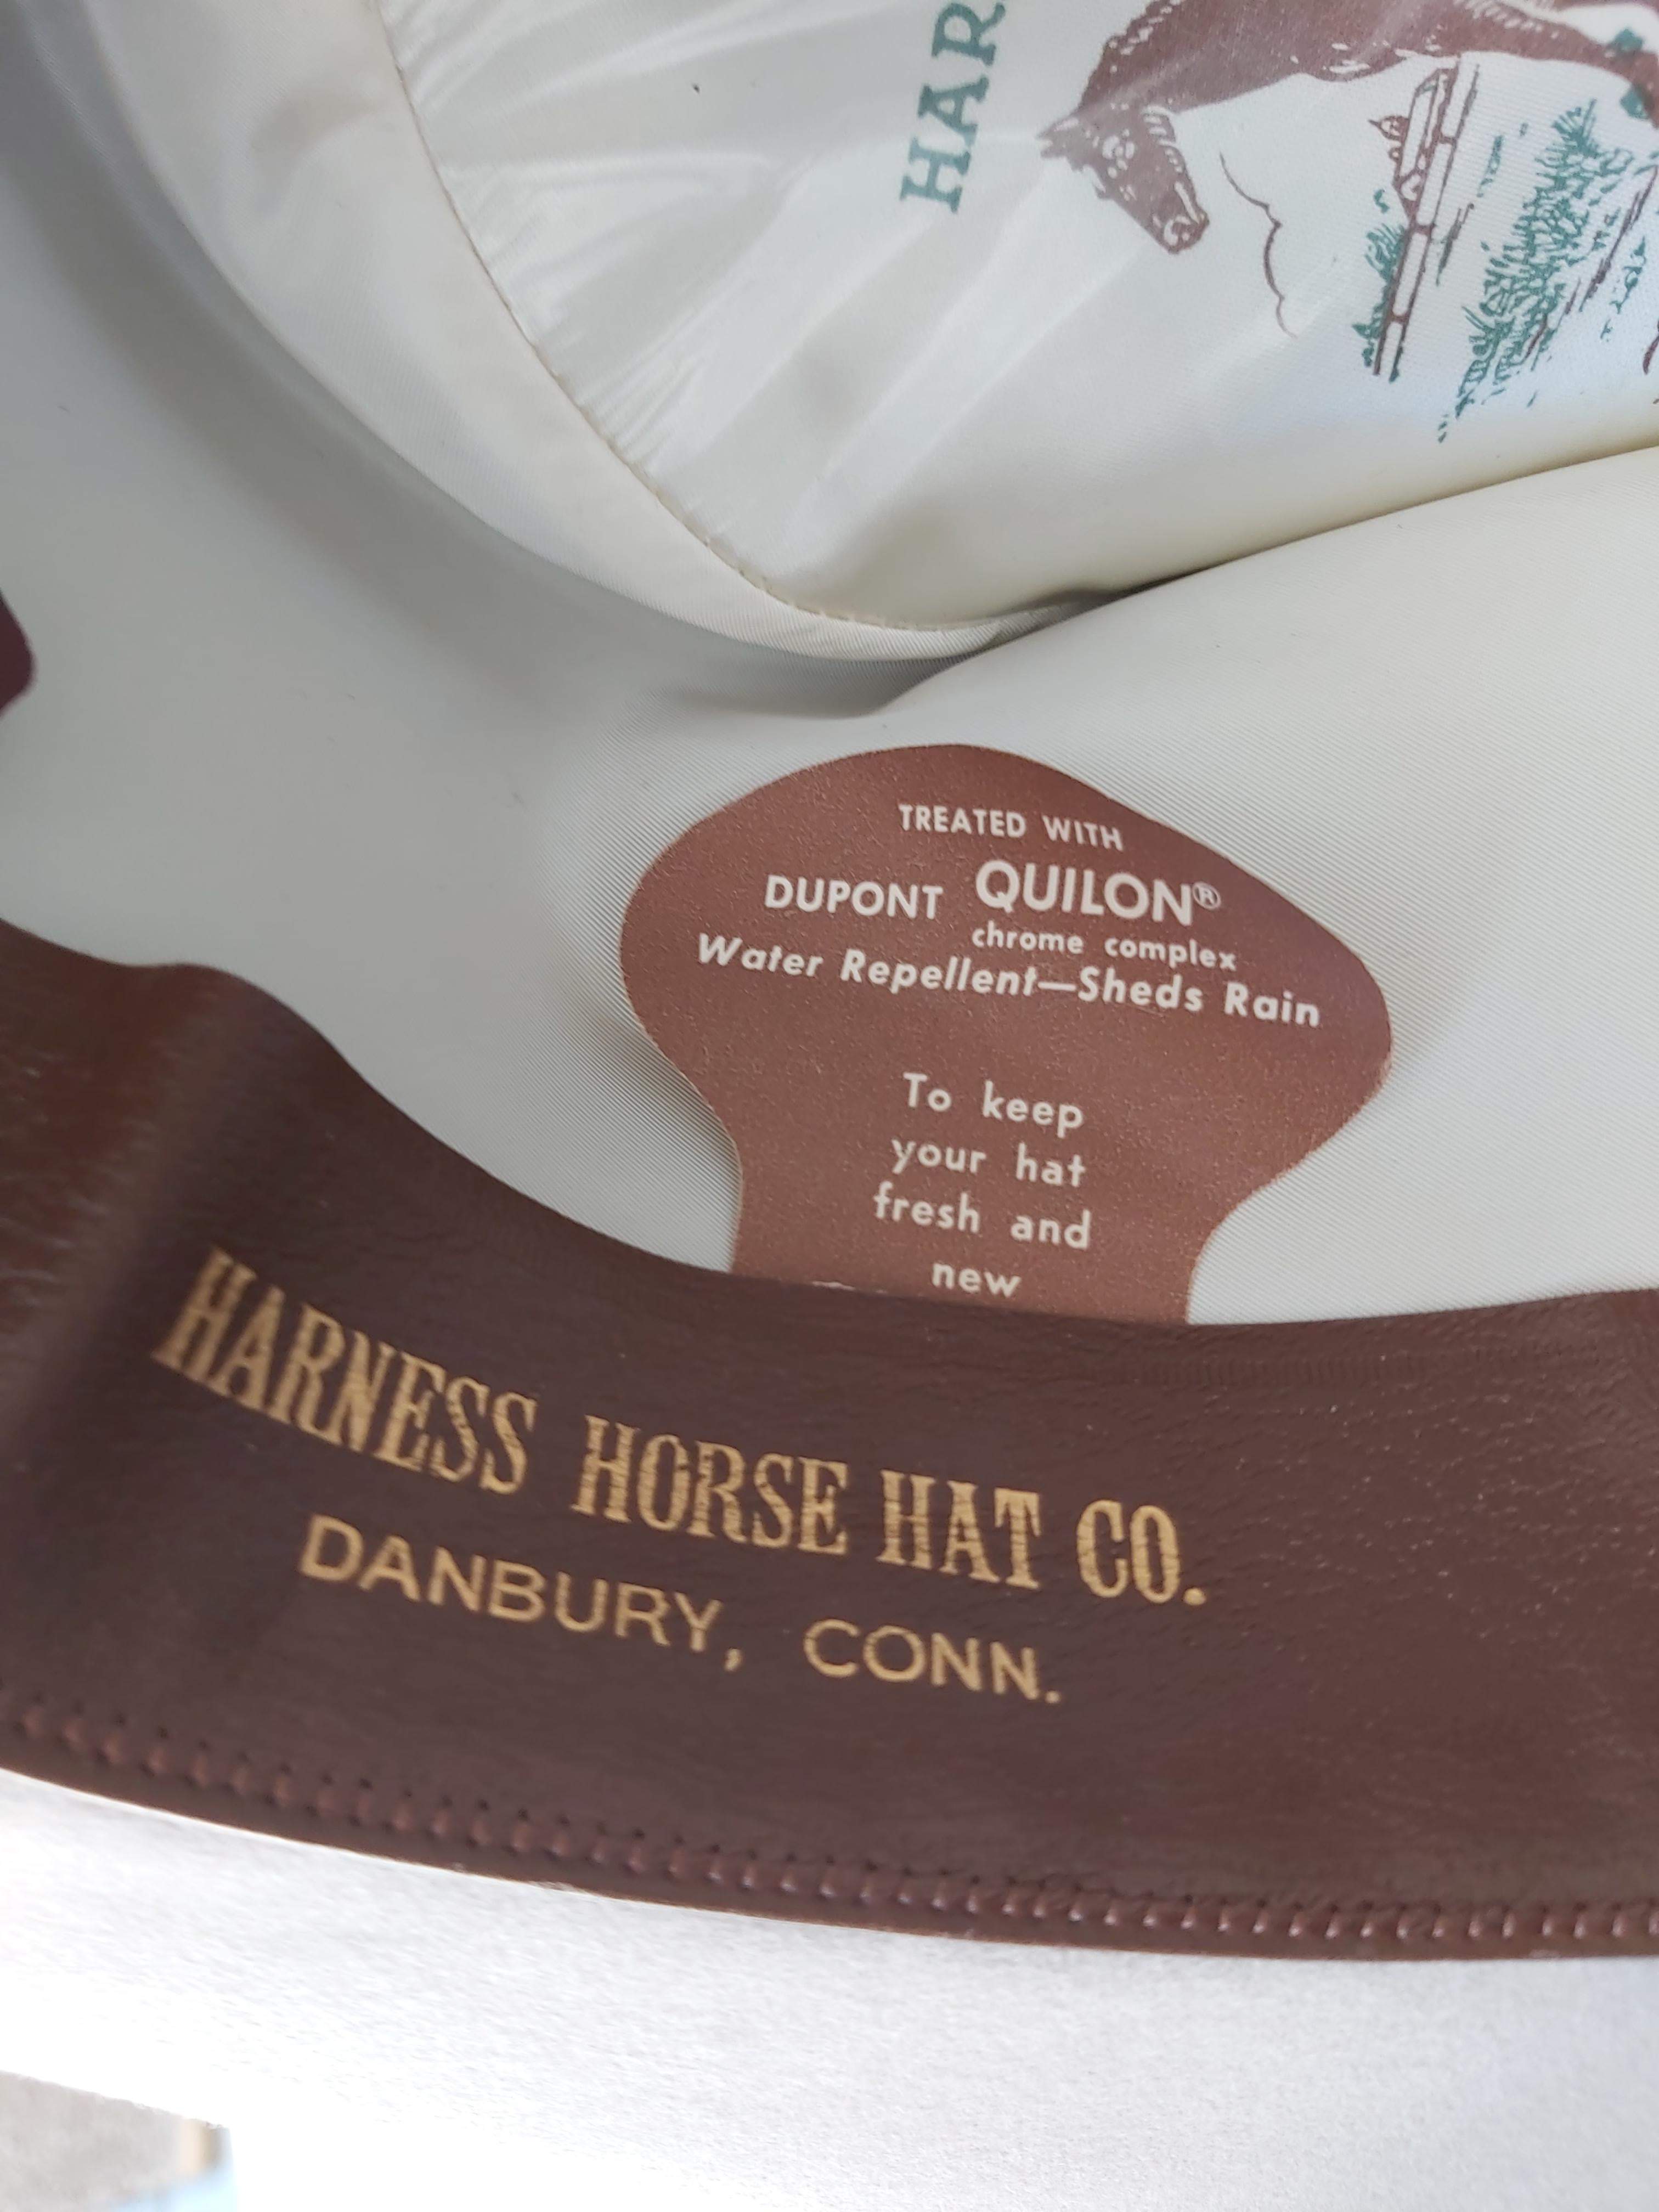 HAR
TREATED WITH
DUPONT QUILON®
chrome complex
Water Repellent—Sheds Rain
To keep
your hat
fresh and
new
HARNESS HORSE HAT CO.
DANBURY, CONN.